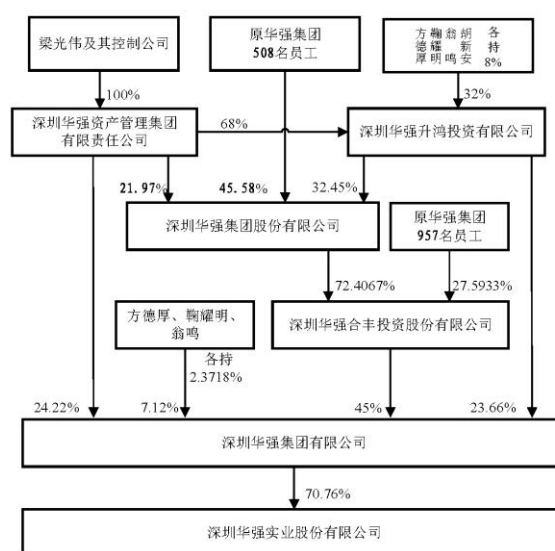 梁光伟及其控制公司
原华强集团
508名员工
方德厚
鞠耀明
翁鸣
胡新安
各持
8%
100%
32%
深圳华强资产管理集团
有限责任公司
68%
深圳华强升鸿投资有限公司
21.97%
45.58%
32.45%
深圳华强集团股份有限公司
原华强集团
957名员工
72.4067%
27.5933%
方德厚、鞠耀明、
翁鸣
深圳华强合丰投资股份有限公司
各持
2.3718%
24.22%
7.12%
45%
23.66%
深圳华强集团有限公司
70.76%
深圳华强实业股份有限公司